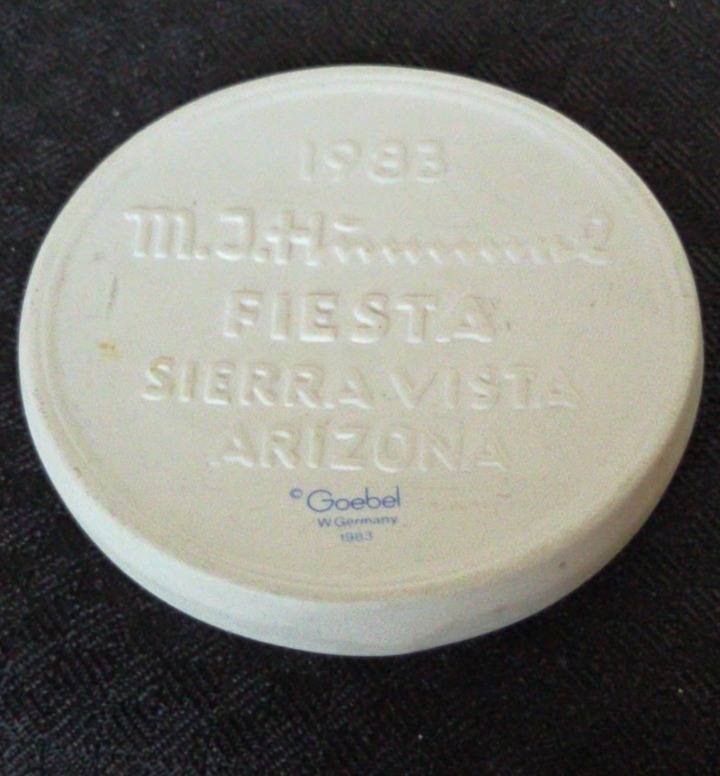 1983
M.J.Hummel
FIESTA
SIERRA VISTA
ARIZONA
© Goebel
W.Germany
1983